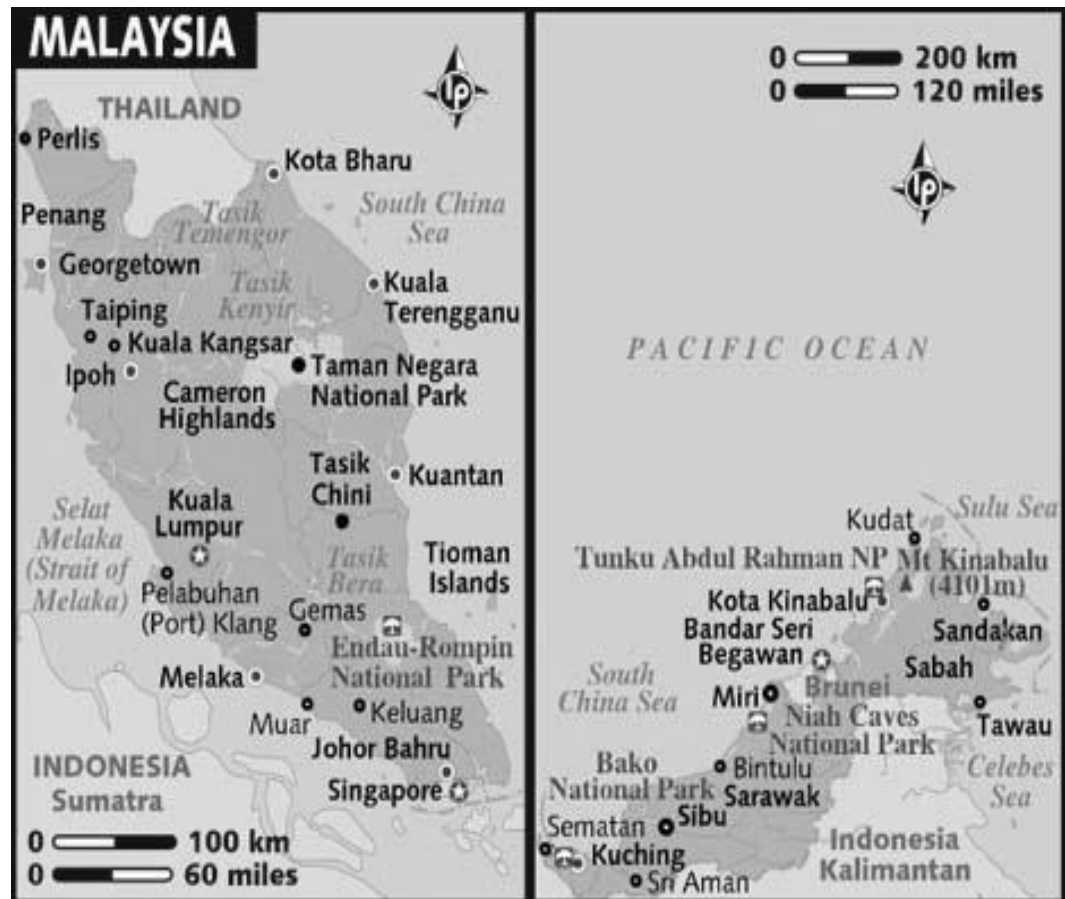 MALAYSIA
THAILAND
Perlis
Kota Bharu
Penang
Tasik
Temengor
South China
Sea
Georgetown
Tasik
Kenyir
Kuala
Terengganu
Taiping
Kuala Kangsar
Ipoh
Taman Negara
National Park
Cameron
Highlands
Tasik
Chini
Kuantan
Kuala
Lumpur
Selat
Melaka
(Strait of
Melaka)
Tasik
Bera
Tioman
Islands
Pelabuhan
(Port) Klang
Gemas
Endau-Rompin
National Park
Melaka
Muar
Keluang
Johor Bahru
Singapore
INDONESIA
Sumatra
0 100 km
0 60 miles
lp
0 200 km
0 120 miles
lp
PACIFIC OCEAN
Sulu Sea
Kudat
Tunku Abdul Rahman NP
Mt Kinabalu
(4101m)
Kota Kinabalu
Sandakan
Bandar Seri
Begawan
Sabah
South
China Sea
Miri
Brunei
Tawau
Niah Caves
National Park
Celebes
Sea
Bako
National Park
Bintulu
Sarawak
Sibu
Sematan
Kuching
Sri Aman
Indonesia
Kalimantan